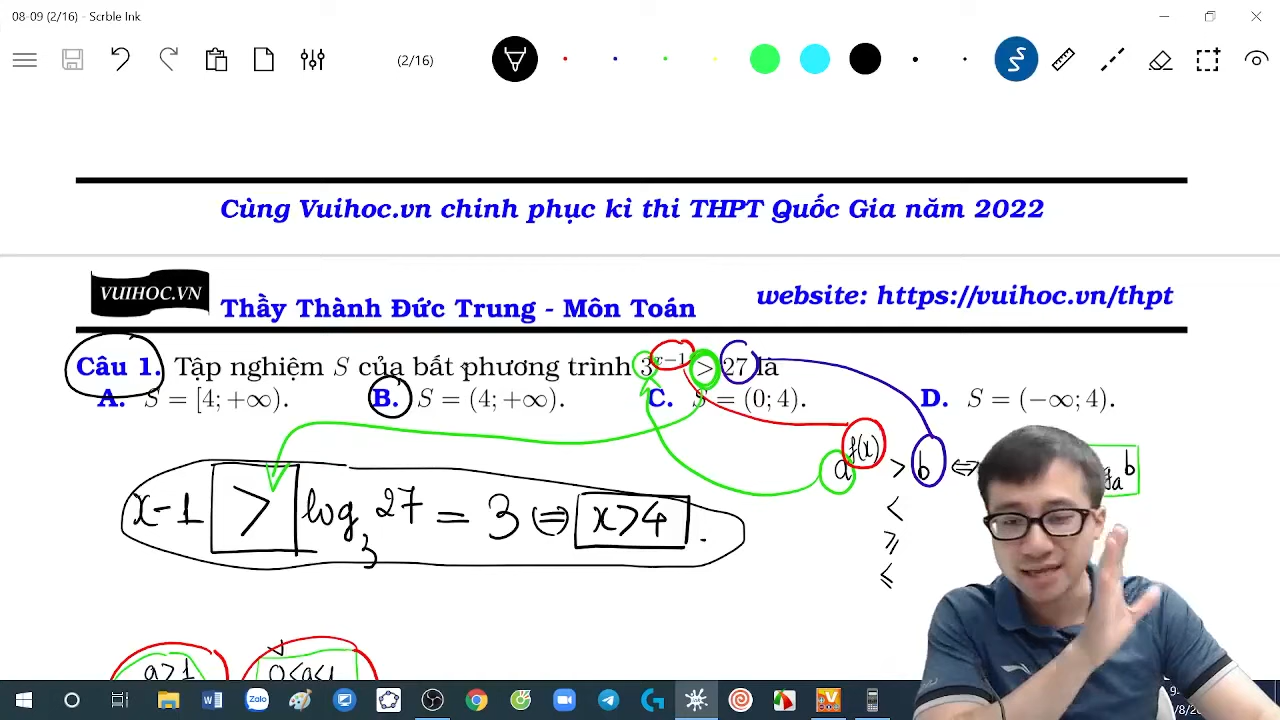 08-09 (2/16) - Scrble Ink
(2/16)
Cùng Vuihoc.vn chinh phục kì thi THPT Quốc Gia năm 2022
VUIHOC.VN
Thầy Thành Đức Trung - Môn Toán
website: https://vuihoc.vn/thpt
Câu 1. Tập nghiệm S của bất phương trình 3^{x-1} > 27 là
A. S = [4; +∞). B. S = (4; +∞). C. S = (0; 4). D. S = (-∞; 4).
a^{f(x)} > b ⇔
b
a
<
⩾
⩽
x-1 > log_3 27 = 3 ⇔ x>4.
a>1
0<a<1
Zalo